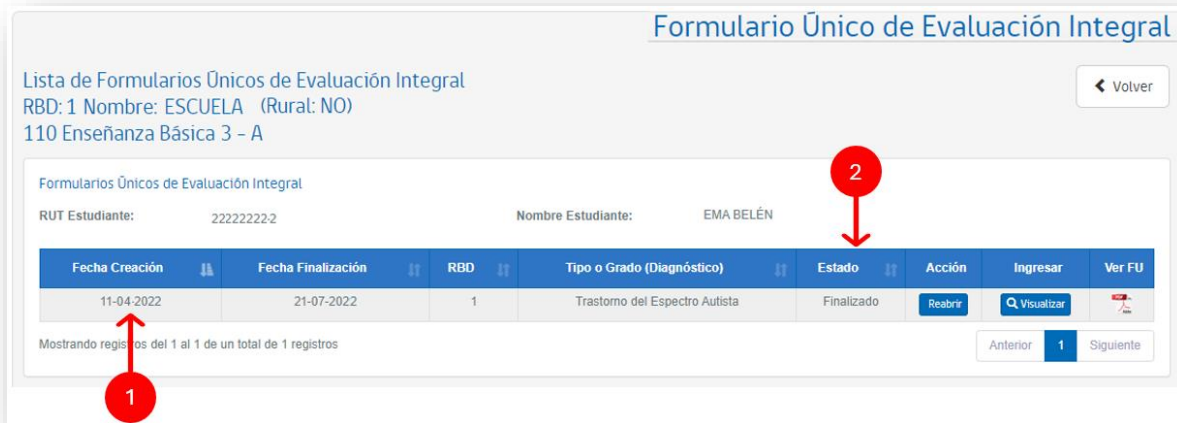 Formulario Único de Evaluación Integral
Lista de Formularios Únicos de Evaluación Integral
Volver
RBD: 1 Nombre: ESCUELA (Rural: NO)
110 Enseñanza Básica 3 - A
2
Formularios Únicos de Evaluación Integral
RUT Estudiante: 22222222-2 Nombre Estudiante: EMA BELÉN
Fecha Creación Fecha Finalización RBD Tipo o Grado (Diagnóstico) Estado Acción Ingresar Ver FU
11-04-2022 21-07-2022 1 Trastorno del Espectro Autista Finalizado Reabrir Visualizar
Mostrando registros del 1 al 1 de un total de 1 registros Anterior 1 Siguiente
1